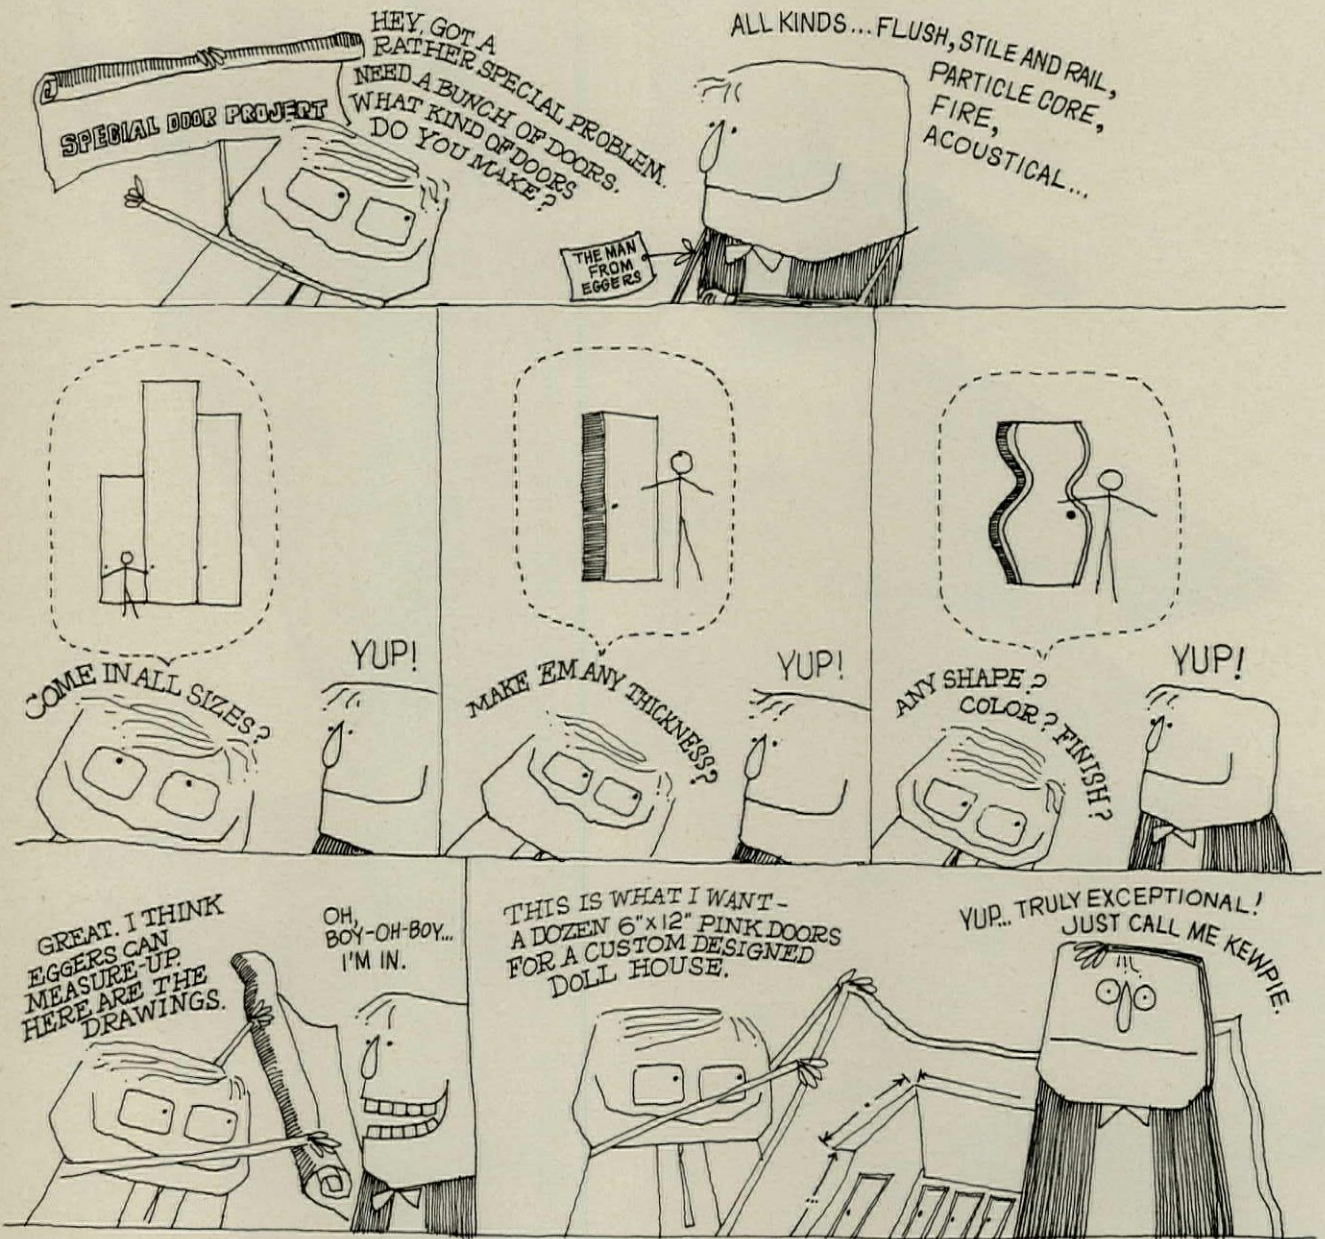 SPECIAL DOOR PROJECT
HEY, GOT A
RATHER SPECIAL PROBLEM.
NEED A BUNCH OF DOORS.
WHAT KIND OF DOORS
DO YOU MAKE?
ALL KINDS... FLUSH, STILE AND RAIL,
PARTICLE CORE,
FIRE,
ACOUSTICAL...
THE MAN
FROM
EGGERS
COME IN ALL SIZES?
YUP!
MAKE 'EM ANY THICKNESS?
YUP!
ANY SHAPE?
COLOR? FINISH?
YUP!
GREAT. I THINK
EGGERS CAN
MEASURE-UP.
HERE ARE THE
DRAWINGS.
OH,
BOY-OH-BOY...
I'M IN.
THIS IS WHAT I WANT-
A DOZEN 6"x12" PINK DOORS
FOR A CUSTOM DESIGNED
DOLL HOUSE.
YUP... TRULY EXCEPTIONAL!
JUST CALL ME KEWPIE.